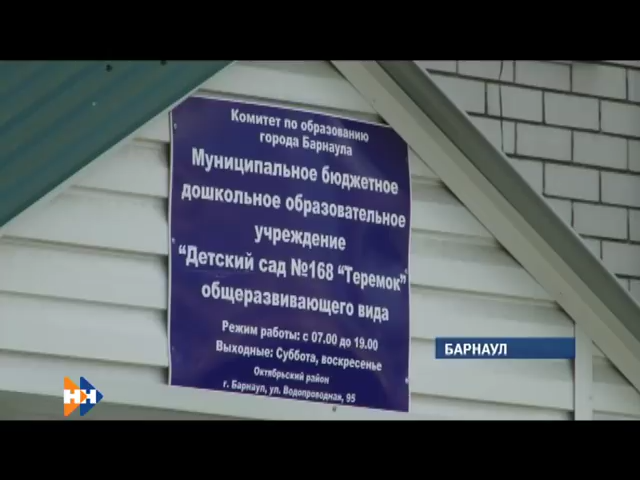 Комитет по образованию
города Барнаула
Муниципальное бюджетное
дошкольное образовательное
учреждение
“Детский сад №168 “Теремок”
общеразвивающего вида
Режим работы: с 07.00 до 19.00
Выходные: Суббота, воскресенье
Октябрьский район
г. Барнаул, ул. Водопроводная, 95
БАРНАУЛ
НН